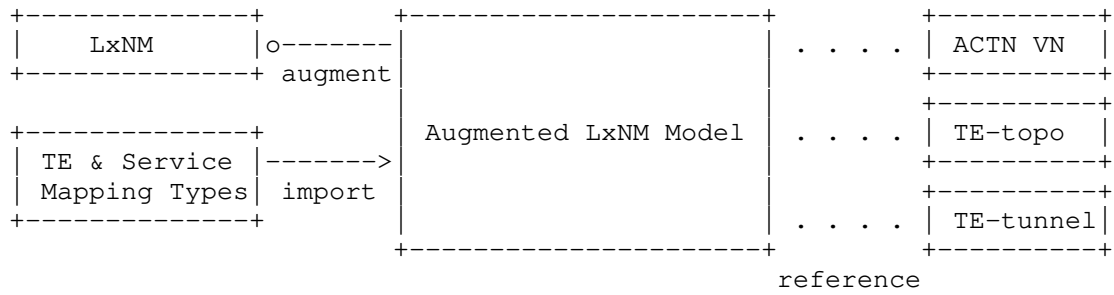 LxNM
augment
ACTN VN
TE & Service
Mapping Types
import
Augmented LxNM Model
TE-topo
TE-tunnel
reference